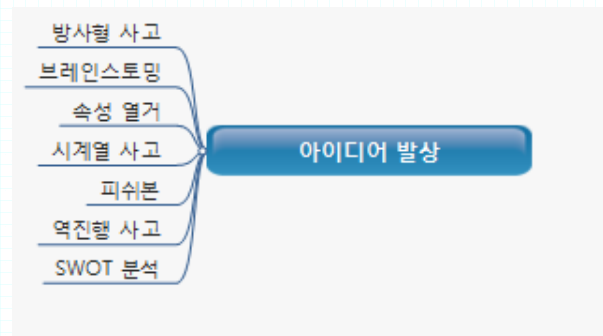 방사형 사고
브레인스토밍
속성 열거
시계열 사고
아이디어 발상
피쉬본
역진행 사고
SWOT 분석